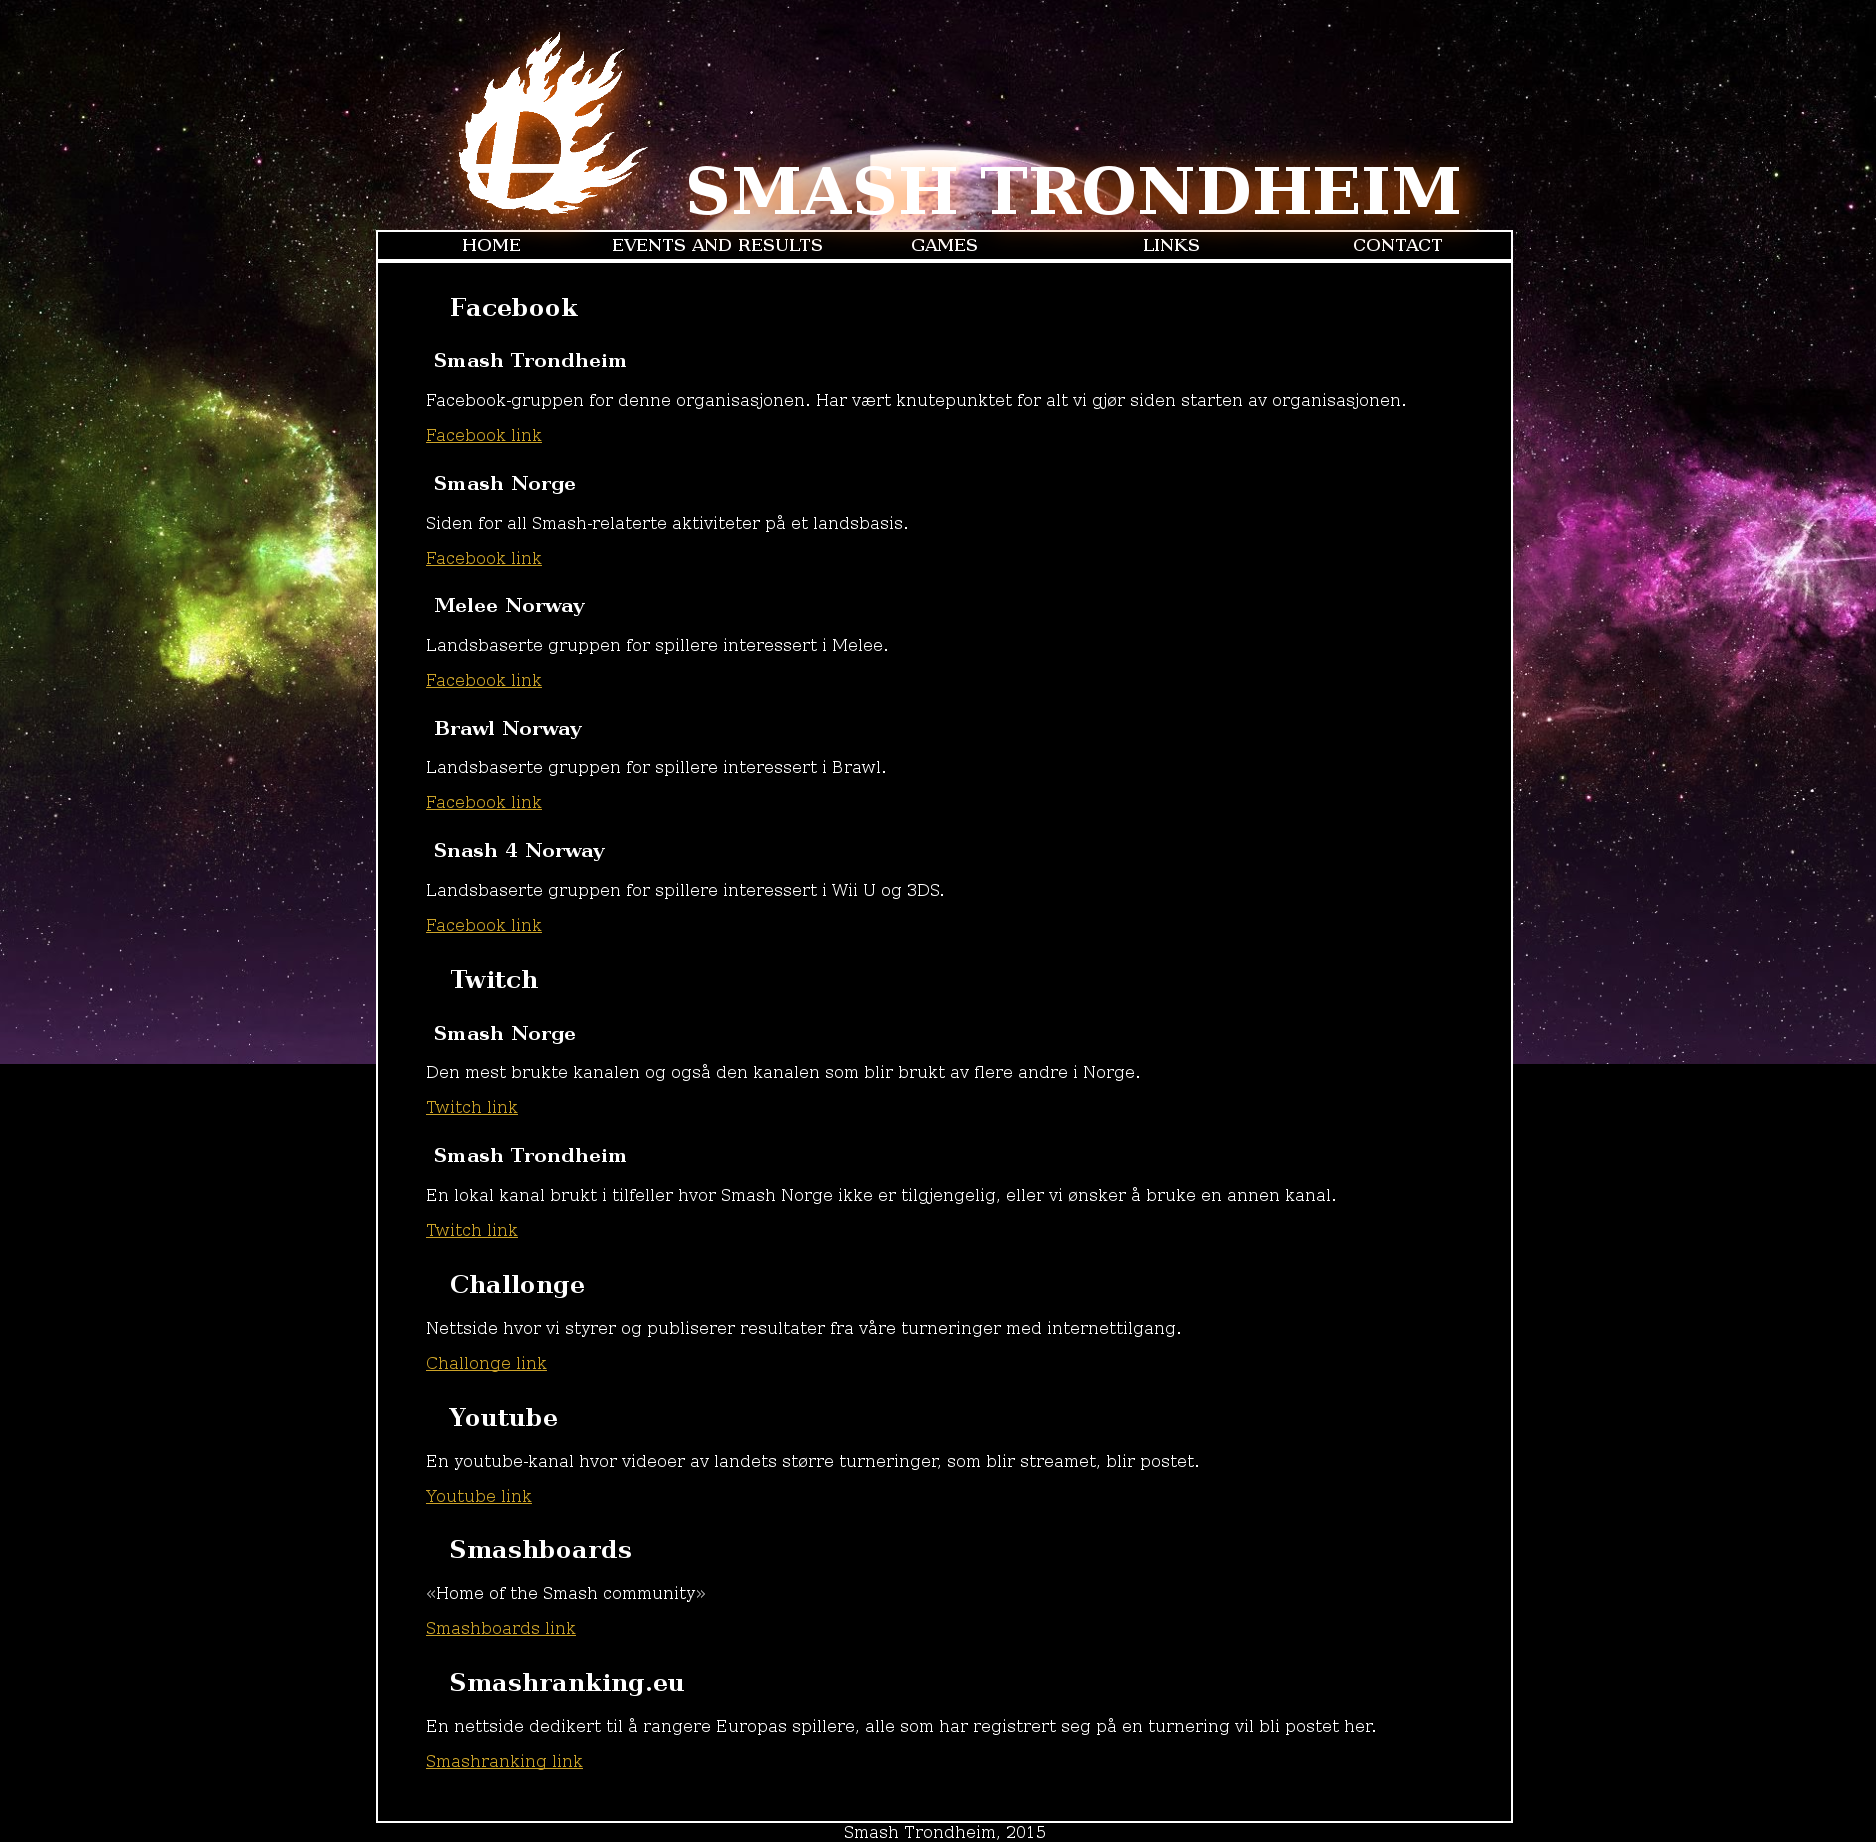 SMASH TRONDHEIM
HOME EVENTS AND RESULTS GAMES LINKS CONTACT
Facebook
Smash Trondheim
Facebook-gruppen for denne organisasjonen. Har vært knutepunktet for alt vi gjør siden starten av organisasjonen.
Facebook link
Smash Norge
Siden for all Smash-relaterte aktiviteter på et landsbasis.
Facebook link
Melee Norway
Landsbaserte gruppen for spillere interessert i Melee.
Facebook link
Brawl Norway
Landsbaserte gruppen for spillere interessert i Brawl.
Facebook link
Snash 4 Norway
Landsbaserte gruppen for spillere interessert i Wii U og 3DS.
Facebook link
Twitch
Smash Norge
Den mest brukte kanalen og også den kanalen som blir brukt av flere andre i Norge.
Twitch link
Smash Trondheim
En lokal kanal brukt i tilfeller hvor Smash Norge ikke er tilgjengelig, eller vi ønsker å bruke en annen kanal.
Twitch link
Challonge
Nettside hvor vi styrer og publiserer resultater fra våre turneringer med internettilgang.
Challonge link
Youtube
En youtube-kanal hvor videoer av landets større turneringer, som blir streamet, blir postet.
Youtube link
Smashboards
«Home of the Smash community»
Smashboards link
Smashranking.eu
En nettside dedikert til å rangere Europas spillere, alle som har registrert seg på en turnering vil bli postet her.
Smashranking link
Smash Trondheim, 2015